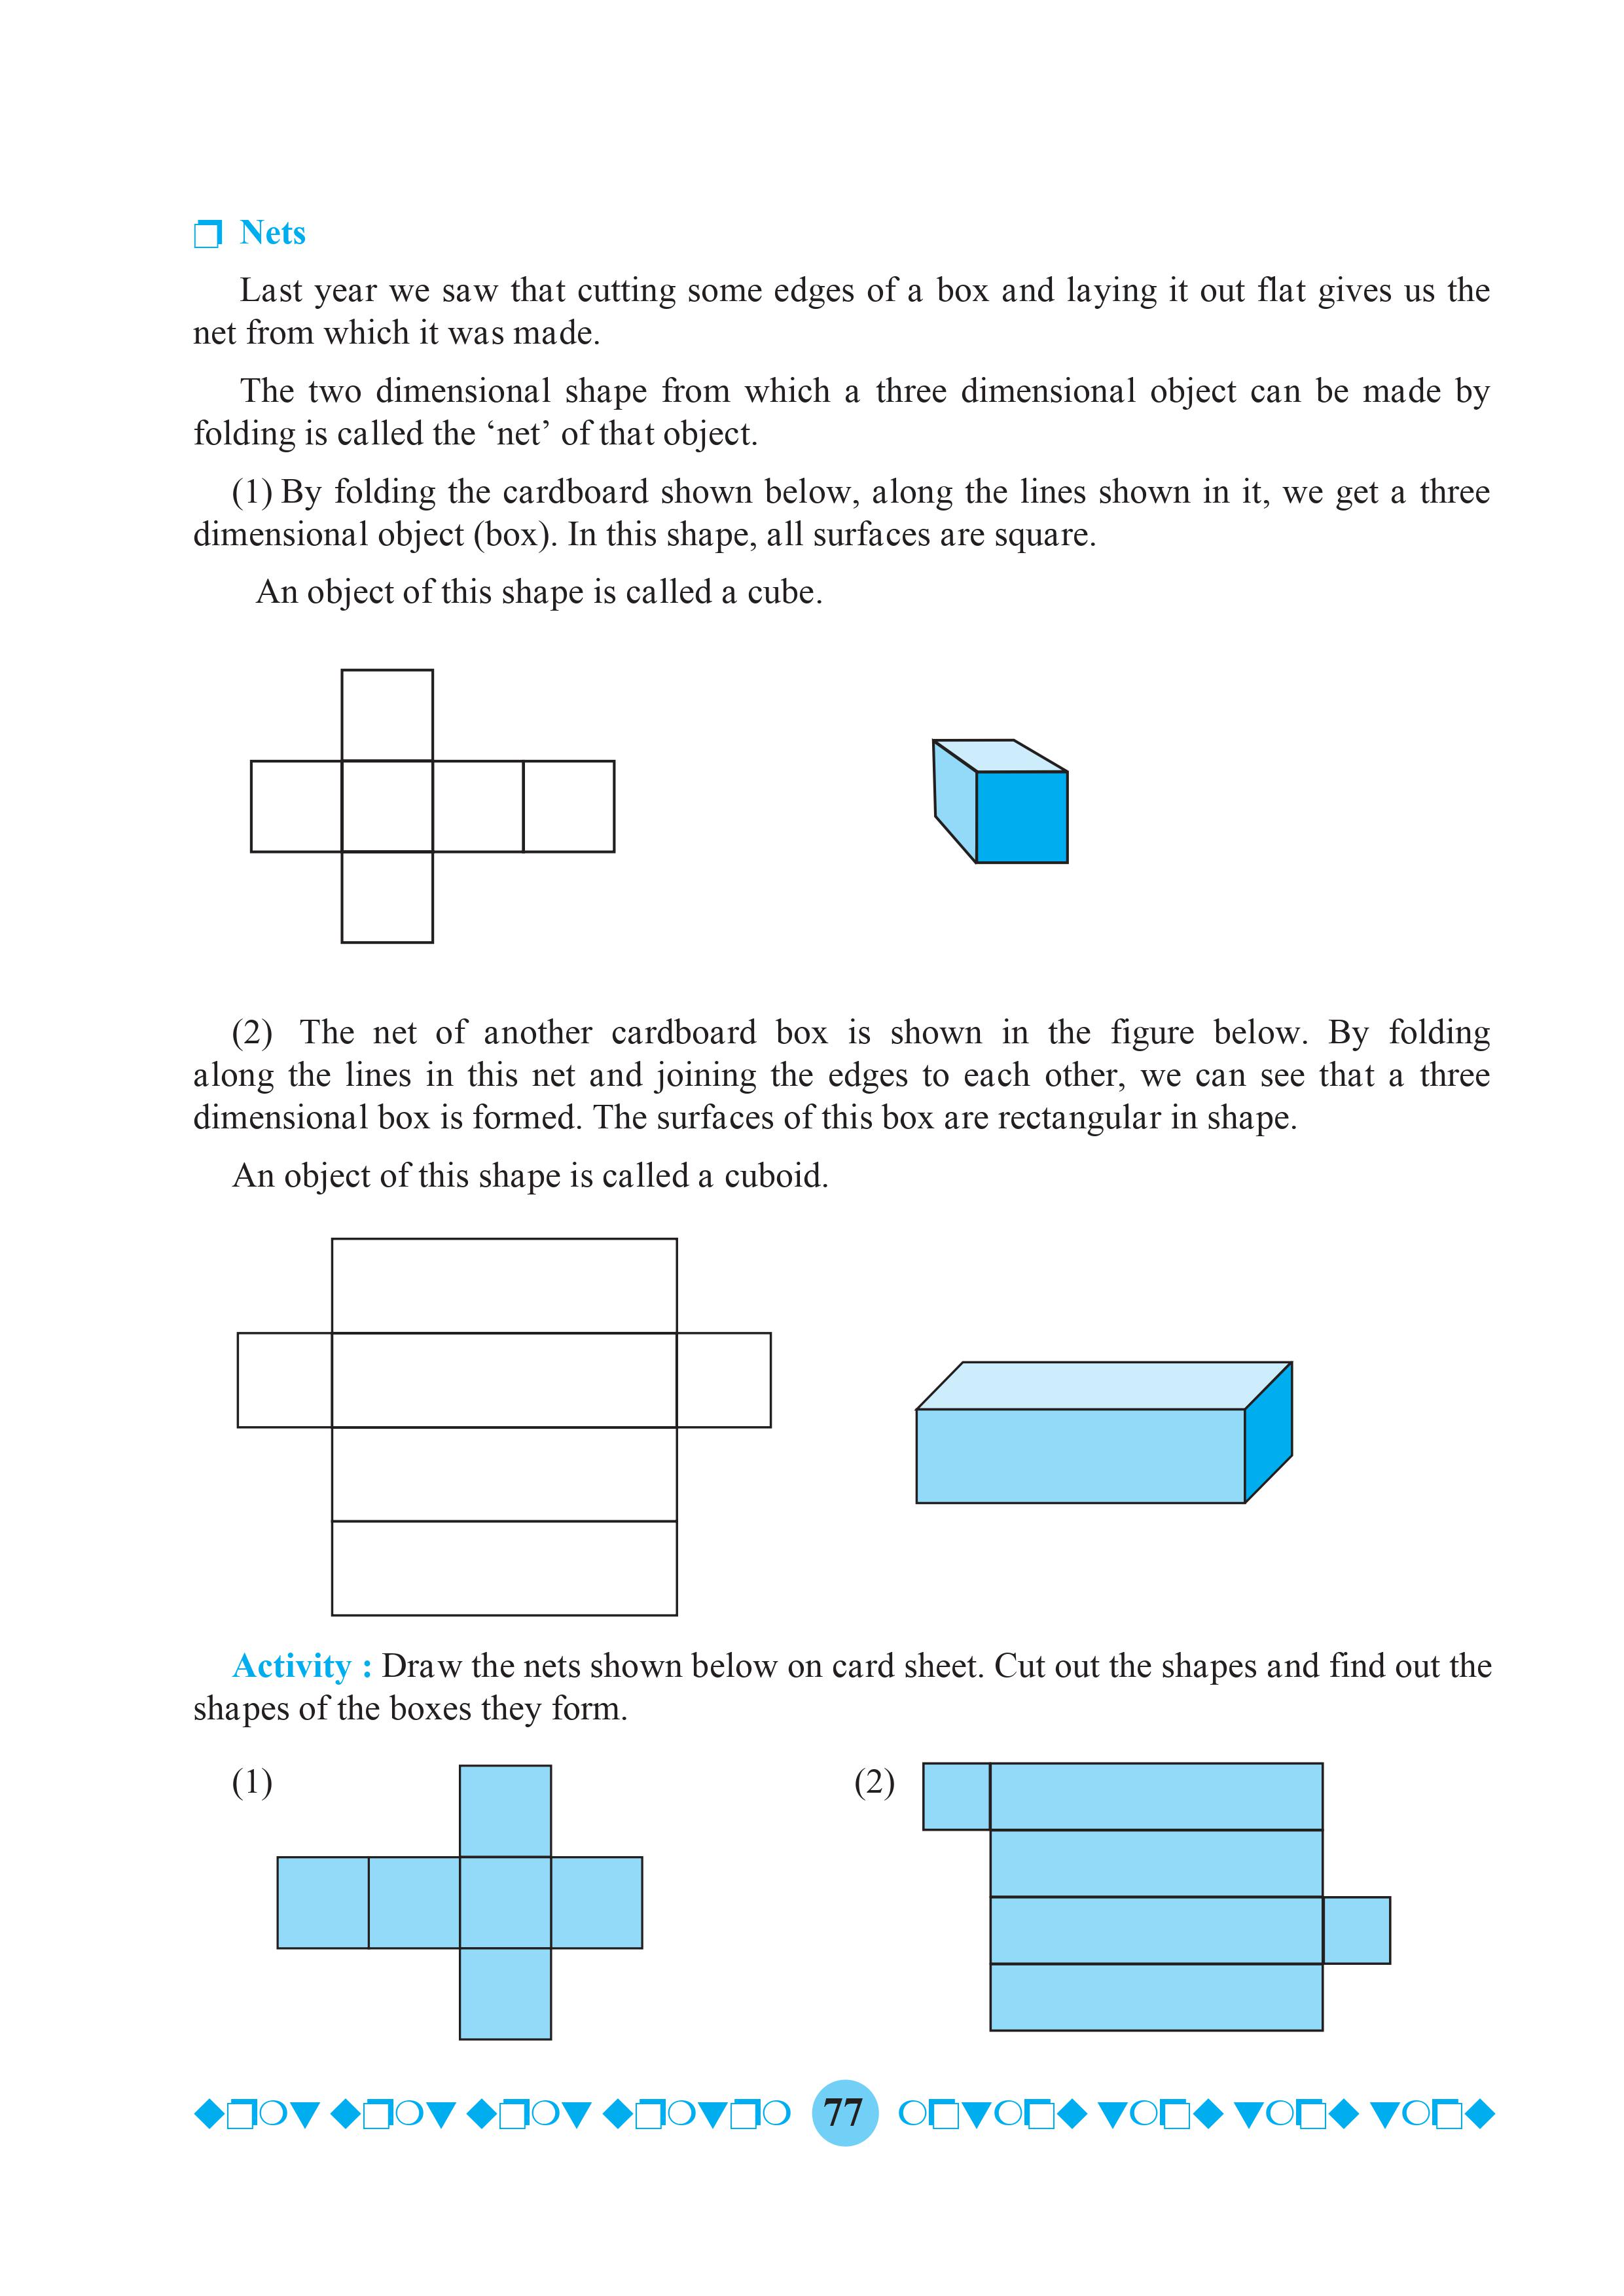 Nets
Last year we saw that cutting some edges of a box and laying it out flat gives us the
net from which it was made.
The two dimensional shape from which a three dimensional object can be made by
folding is called the ‘net’ of that object.
(1) By folding the cardboard shown below, along the lines shown in it, we get a three
dimensional object (box). In this shape, all surfaces are square.
An object of this shape is called a cube.
(2) The net of another cardboard box is shown in the figure below. By folding
along the lines in this net and joining the edges to each other, we can see that a three
dimensional box is formed. The surfaces of this box are rectangular in shape.
An object of this shape is called a cuboid.
Activity : Draw the nets shown below on card sheet. Cut out the shapes and find out the
shapes of the boxes they form.
(1)
(2)
77